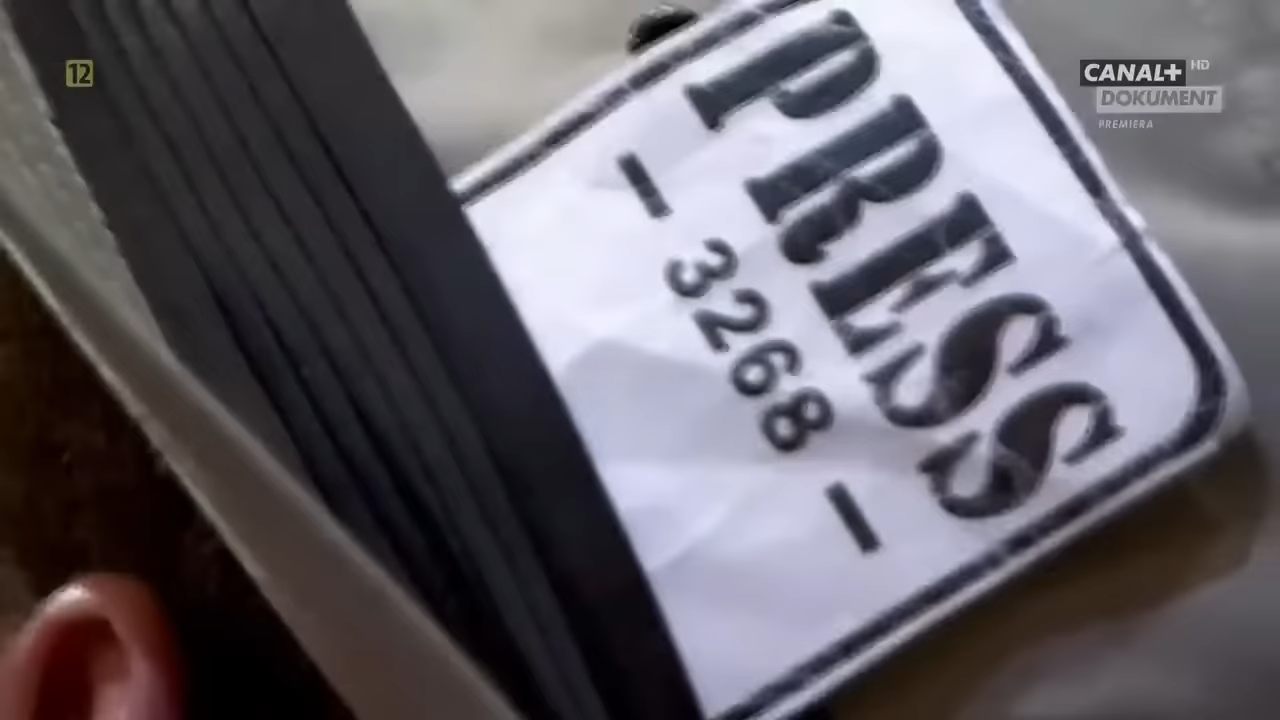 12
CANAL+ HD
DOKUMENT
PREMIERA
PRESS
- 3268 -